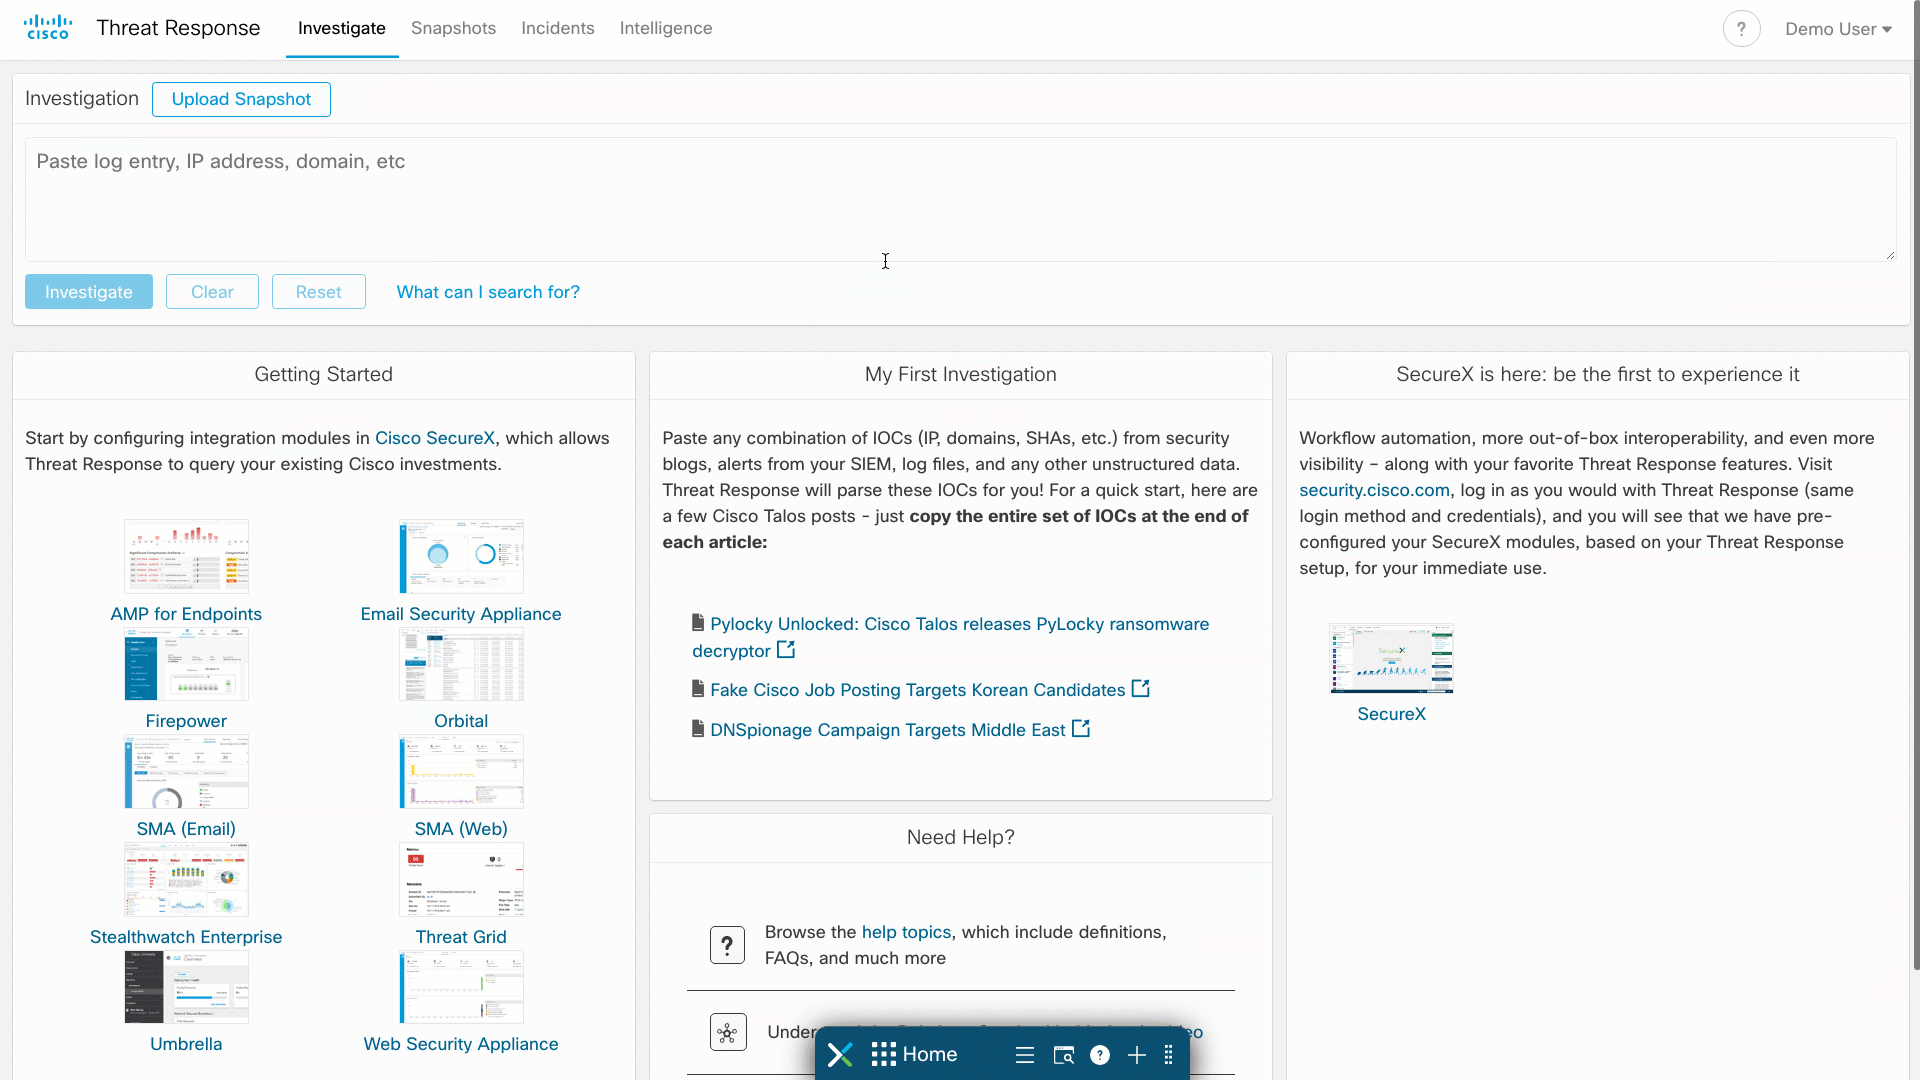 cisco
Threat Response
Investigate
Snapshots
Incidents
Intelligence
?
Demo User
Investigation
Upload Snapshot
Paste log entry, IP address, domain, etc
Investigate
Clear
Reset
What can I search for?
Getting Started
Start by configuring integration modules in Cisco SecureX, which allows
Threat Response to query your existing Cisco investments.
AMP for Endpoints
Email Security Appliance
Firepower
Orbital
SMA (Email)
SMA (Web)
Stealthwatch Enterprise
Threat Grid
Umbrella
Web Security Appliance
My First Investigation
Paste any combination of IOCs (IP, domains, SHAs, etc.) from security
blogs, alerts from your SIEM, log files, and any other unstructured data.
Threat Response will parse these IOCs for you! For a quick start, here are
a few Cisco Talos posts - just copy the entire set of IOCs at the end of
each article:
Pylocky Unlocked: Cisco Talos releases PyLocky ransomware
decryptor
Fake Cisco Job Posting Targets Korean Candidates
DNSpionage Campaign Targets Middle East
Need Help?
?
Browse the help topics, which include definitions,
FAQs, and much more
SecureX is here: be the first to experience it
Workflow automation, more out-of-box interoperability, and even more
visibility – along with your favorite Threat Response features. Visit
security.cisco.com, log in as you would with Threat Response (same
login method and credentials), and you will see that we have pre-
configured your SecureX modules, based on your Threat Response
setup, for your immediate use.
SecureX
SecureX
Home
?